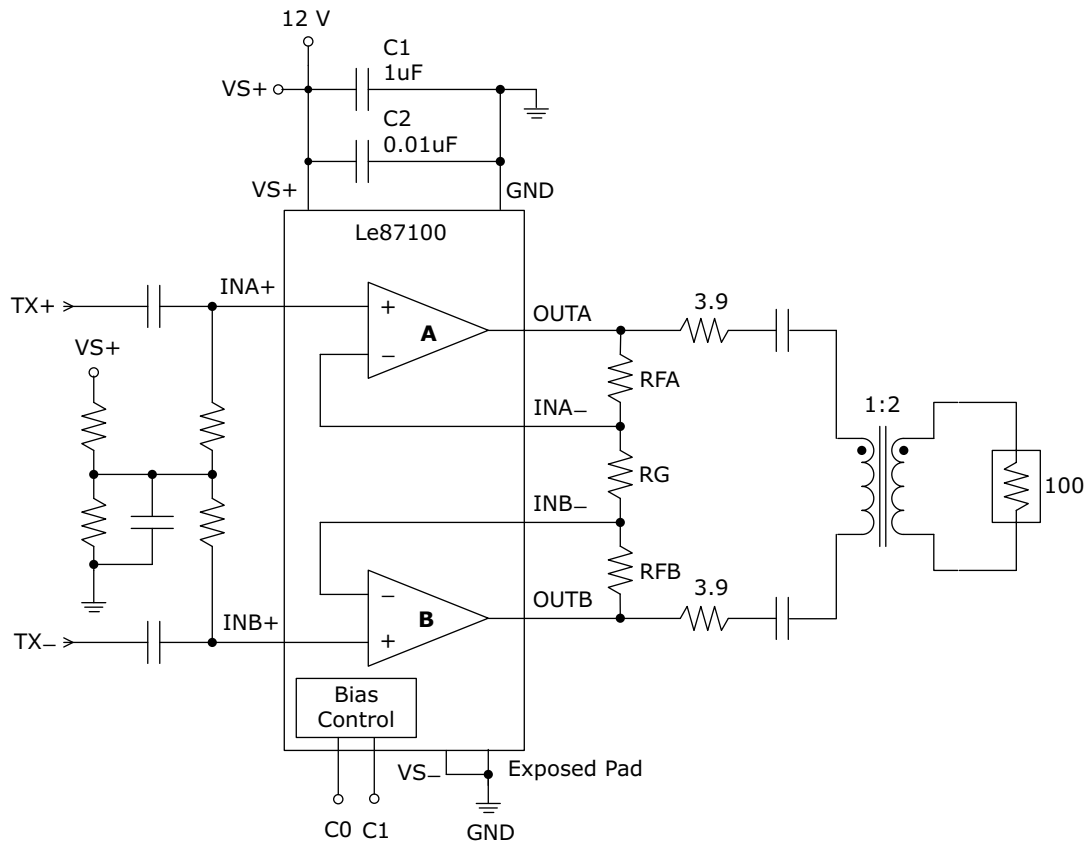 12 V
C1
1uF
VS+
C2
0.01uF
VS+
GND
Le87100
TX+
INA+
+
A
−
OUTA
3.9
VS+
RFA
INA−
1:2
RG
100
INB−
RFB
−
B
+
OUTB
3.9
TX−
INB+
Bias
Control
VS−
Exposed Pad
C0
C1
GND